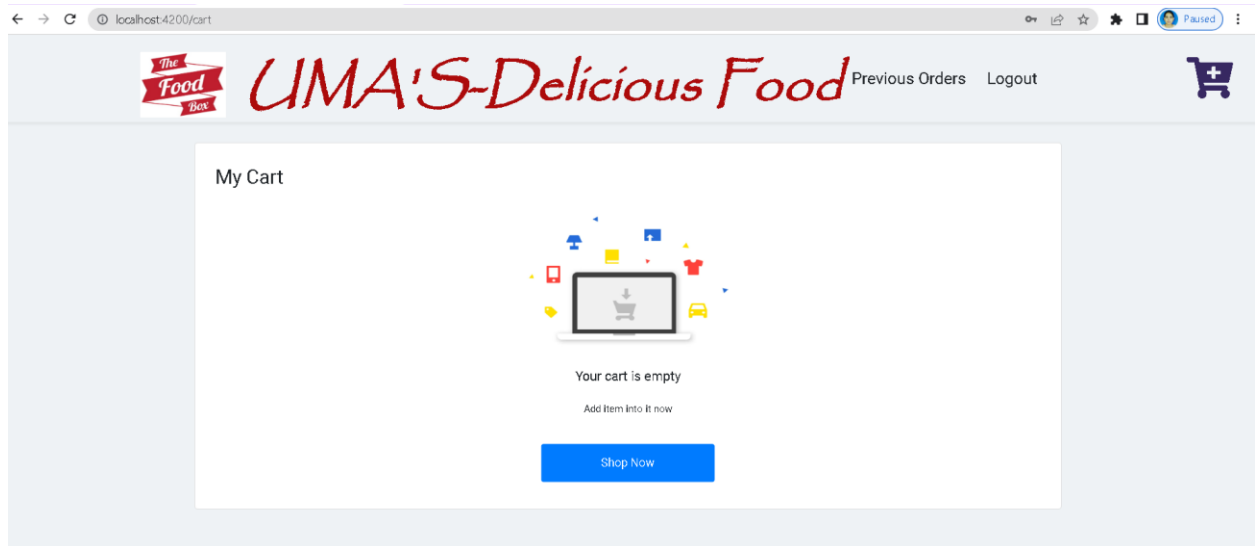 localhost:4200/cart
Paused
The
Food
Box
UMA'S-Delicious Food
Previous Orders
Logout
My Cart
Your cart is empty
Add item into it now
Shop Now